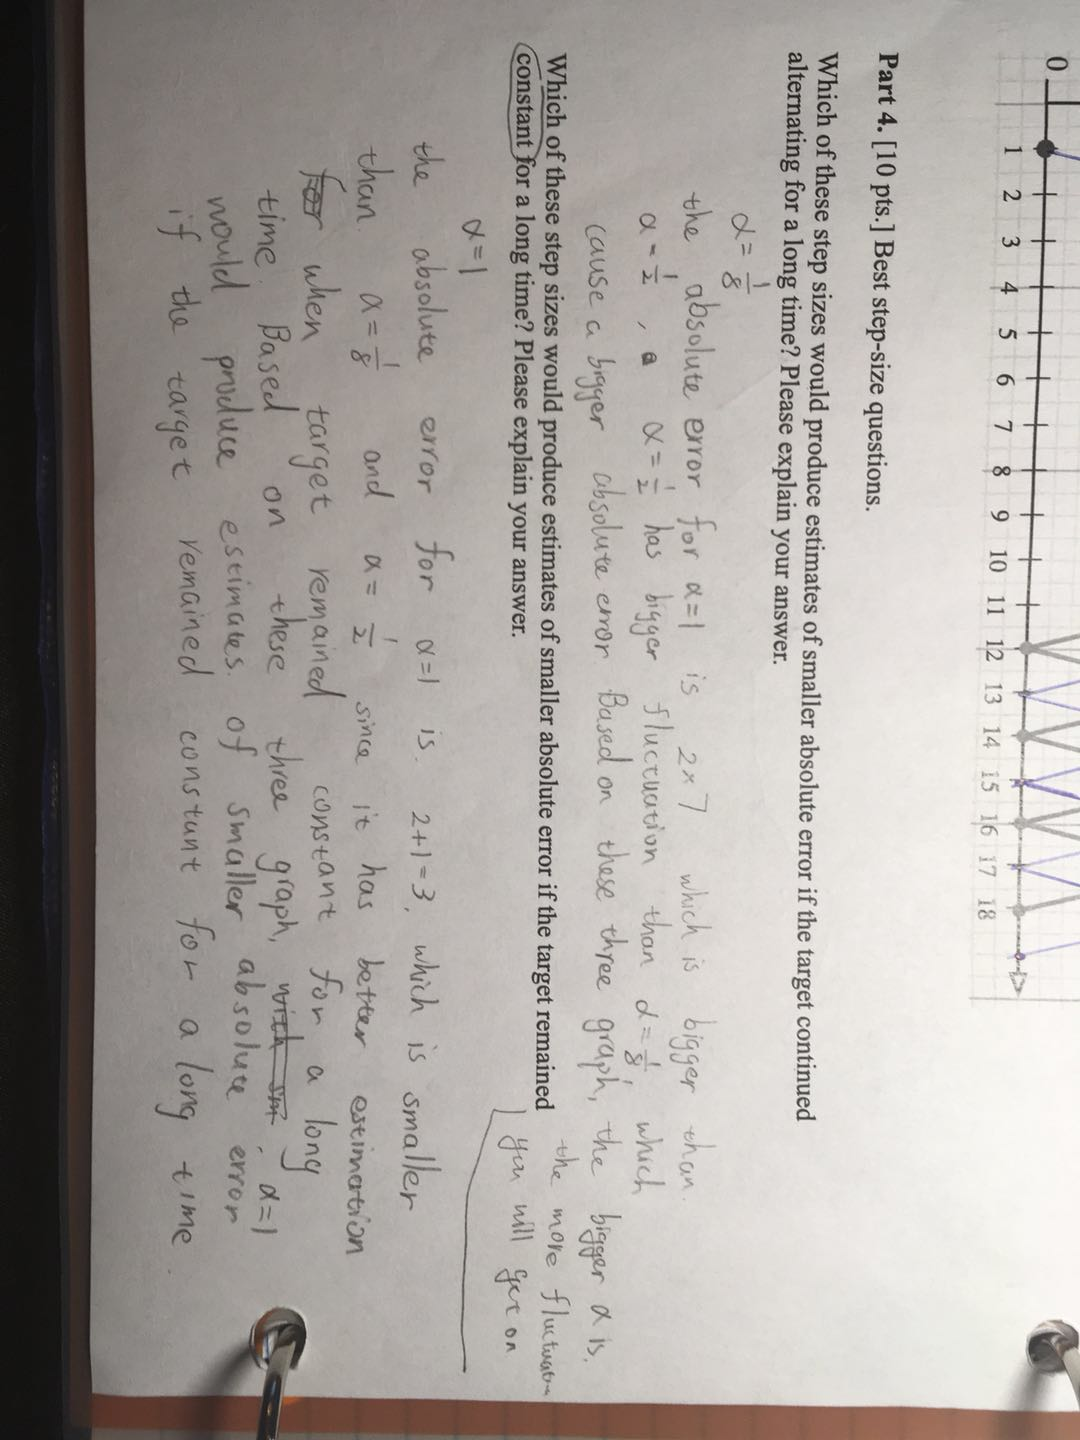 0
1 2 3 4 5 6 7 8 9 10 11 12 13 14 15 16 17 18
Part 4. [10 pts.] Best step-size questions.
Which of these step sizes would produce estimates of smaller absolute error if the target continued
alternating for a long time? Please explain your answer.
α = 1/8
the absolute error for α=1 is 2×7 which is bigger than.
α = 1/2, α = 1/2 has bigger fluctuation than α = 1/8, which
cause a bigger absolute error. Based on these three graph, the bigger α is,
the more fluctuation
you will get on
Which of these step sizes would produce estimates of smaller absolute error if the target remained
constant for a long time? Please explain your answer.
α = 1
the absolute error for α=1 is. 2+1=3, which is smaller
than. α = 1/8 and α = 1/2 since it has better estimation
For when target remained constant for a long
time. Based on these three graph, with α=1
would produce estimates. of smaller absolute error
if the target remained constant for a long time.